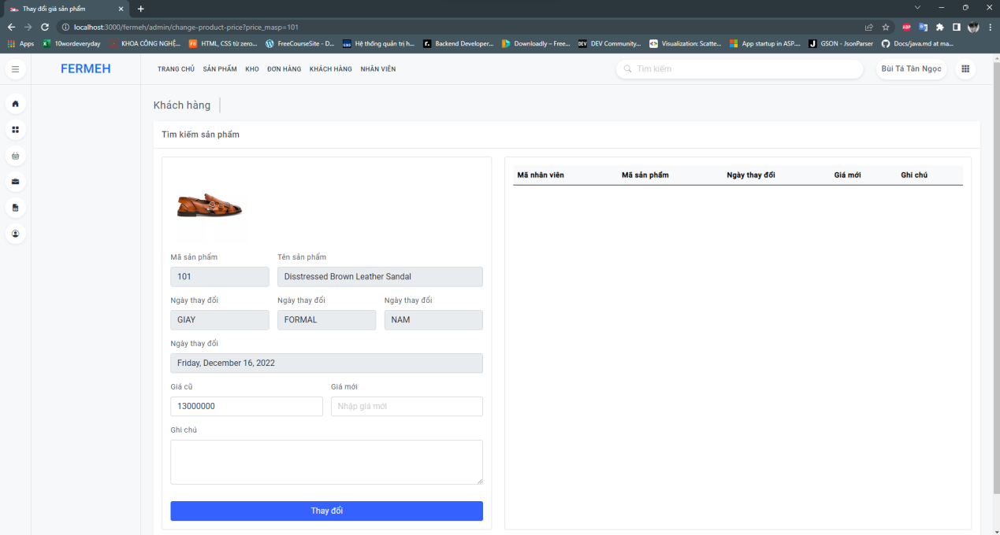 Thay đổi giá sản phẩm
localhost:3000/fermeh/admin/change-product-price?price_masp=101
Apps 10wordeveryday KHOA CÔNG NGHỆ... HTML, CSS từ zero... FreeCourseSite - D... Hệ thống quản trị h... Backend Developer... Downloadly – Free... DEV Community... Visualization: Scatte... App startup in ASP.... GSON - JsonParser Docs/java.md at ma...
FERMEH TRANG CHỦ SẢN PHẨM KHO ĐƠN HÀNG KHÁCH HÀNG NHÂN VIÊN Tìm kiếm Bùi Tá Tân Ngọc
Khách hàng
Tìm kiếm sản phẩm
Mã sản phẩm Tên sản phẩm
101 Disstressed Brown Leather Sandal
Ngày thay đổi Ngày thay đổi Ngày thay đổi
GIAY FORMAL NAM
Ngày thay đổi
Friday, December 16, 2022
Giá cũ Giá mới
13000000 Nhập giá mới
Ghi chú
Thay đổi
Mã nhân viên Mã sản phẩm Ngày thay đổi Giá mới Ghi chú